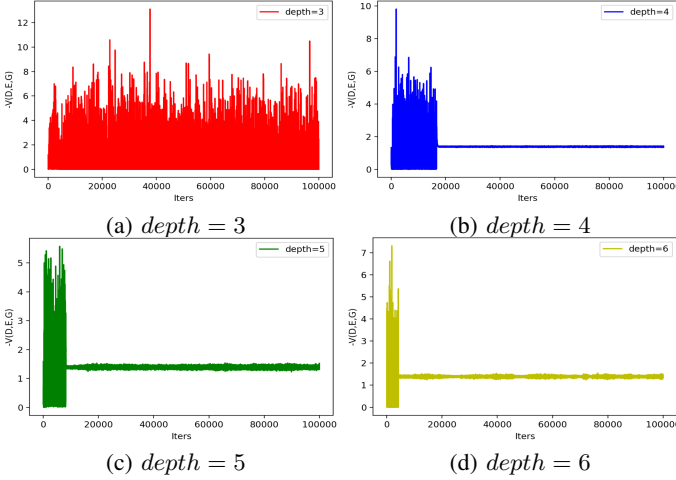 depth=3
-V(D,E,G)
12
10
8
6
4
2
0
0 20000 40000 60000 80000 100000
Iters
(a) depth = 3
depth=4
-V(D,E,G)
10
8
6
4
2
0
0 20000 40000 60000 80000 100000
Iters
(b) depth = 4
depth=5
-V(D,E,G)
5
4
3
2
1
0
0 20000 40000 60000 80000 100000
Iters
(c) depth = 5
depth=6
-V(D,E,G)
7
6
5
4
3
2
1
0
0 20000 40000 60000 80000 100000
Iters
(d) depth = 6